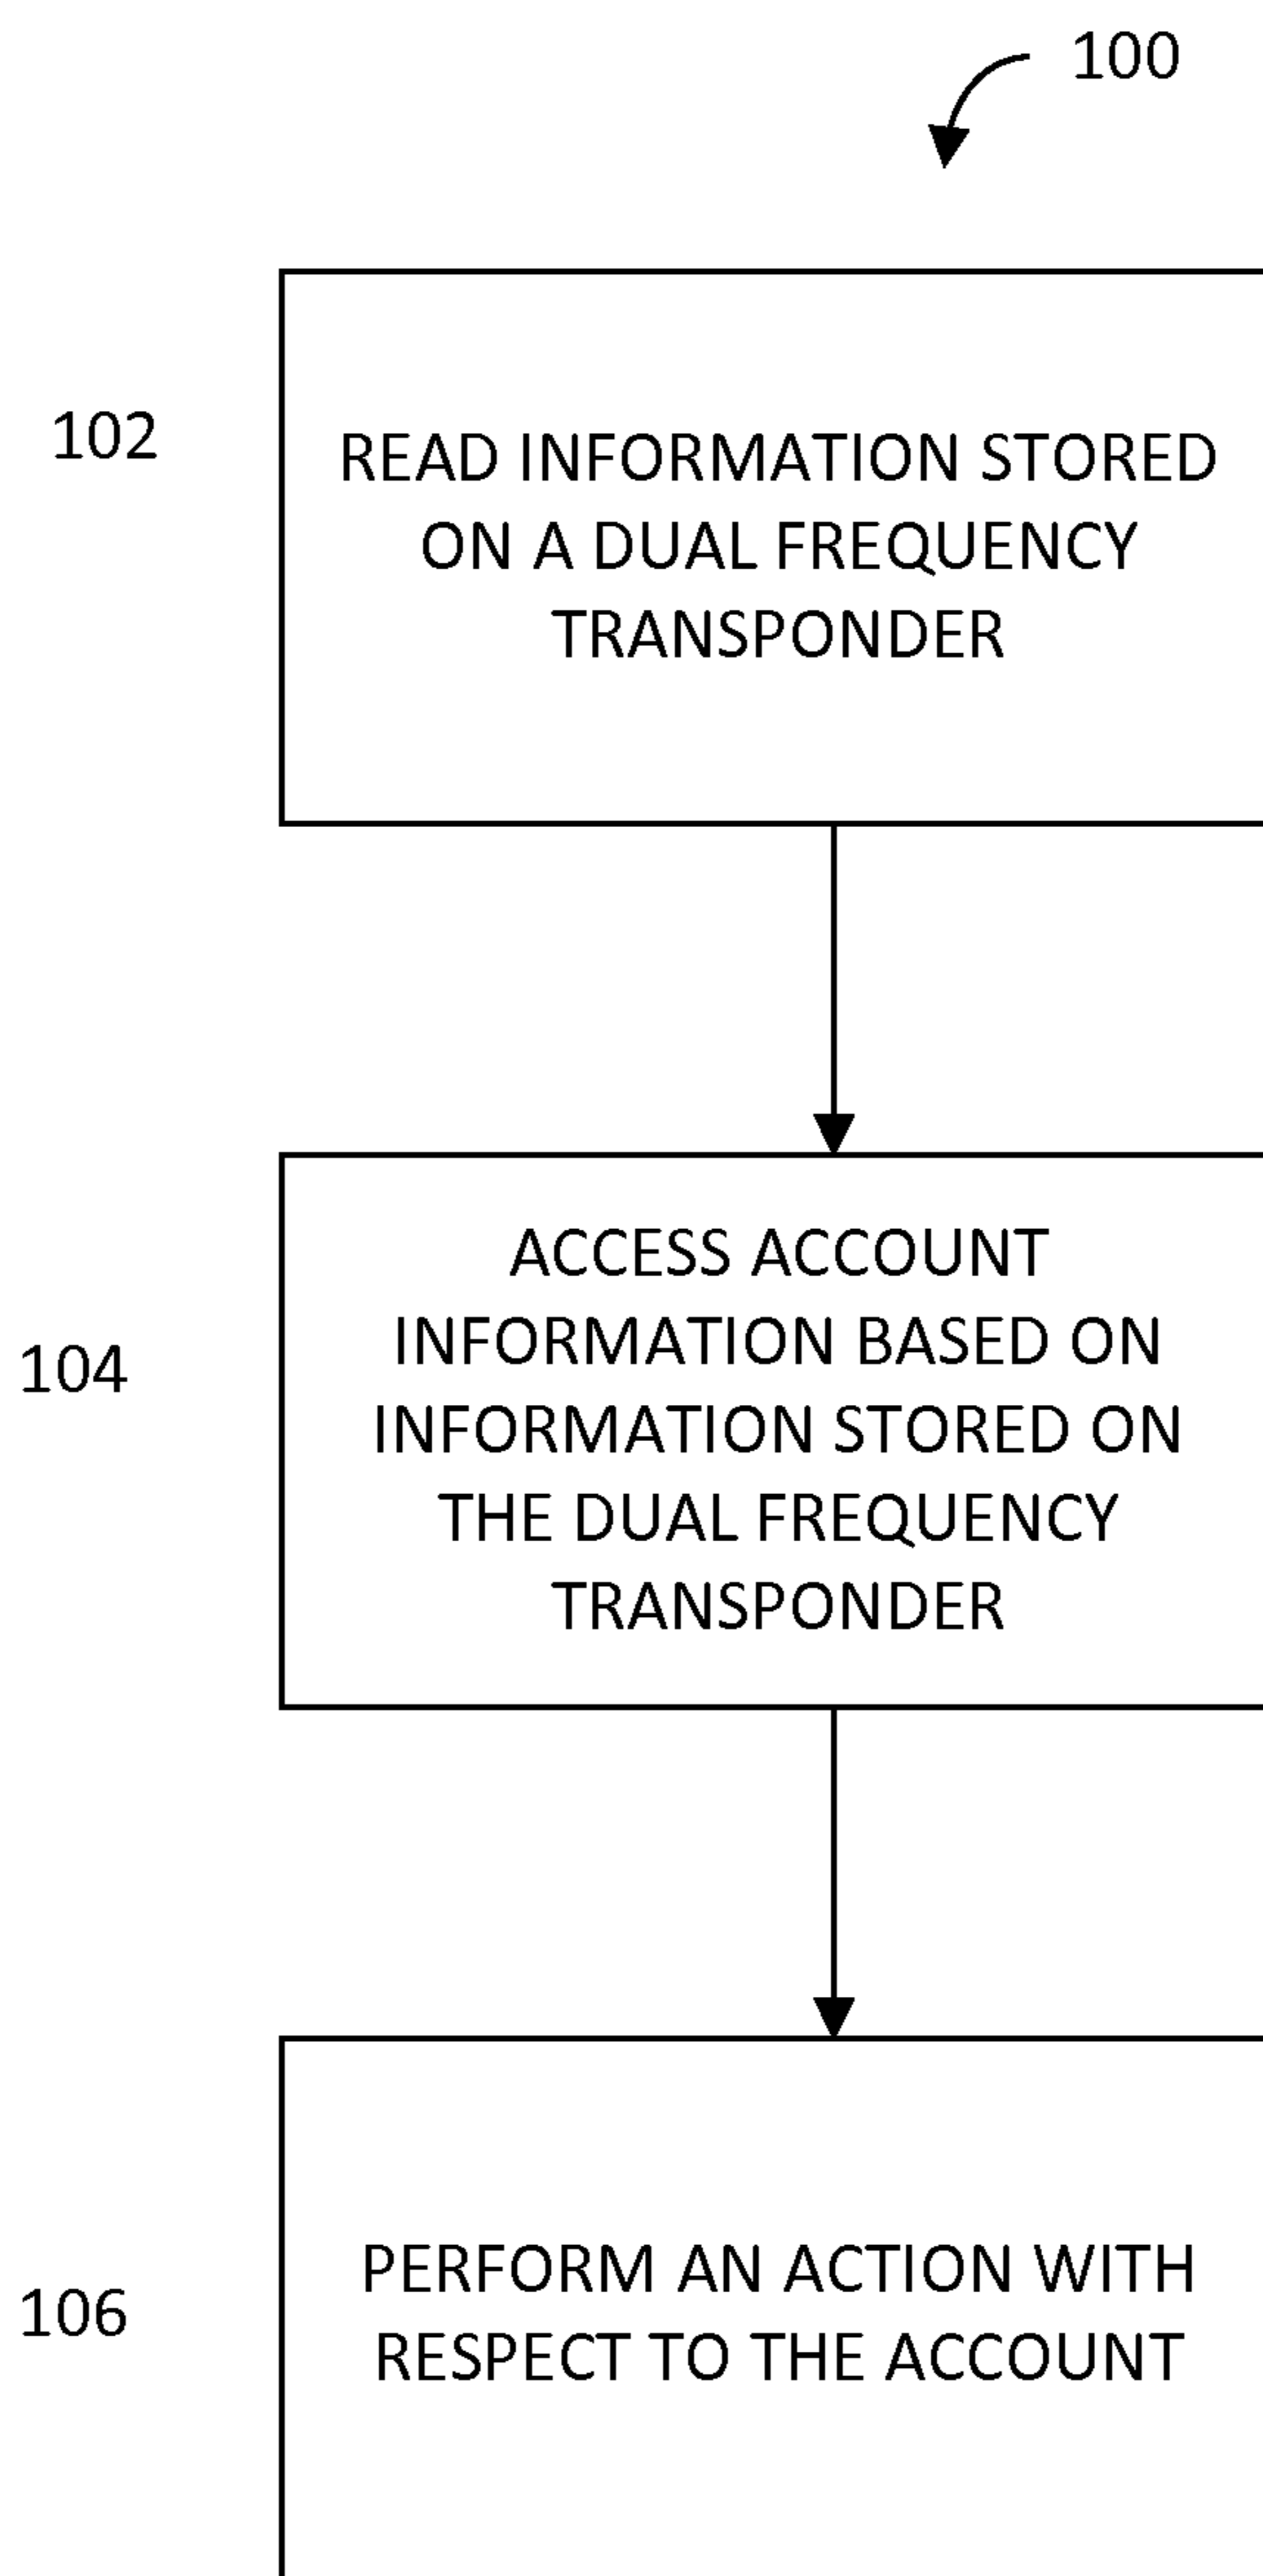 100
102
READ INFORMATION STORED
ON A DUAL FREQUENCY
TRANSPONDER
104
ACCESS ACCOUNT
INFORMATION BASED ON
INFORMATION STORED ON
THE DUAL FREQUENCY
TRANSPONDER
106
PERFORM AN ACTION WITH
RESPECT TO THE ACCOUNT